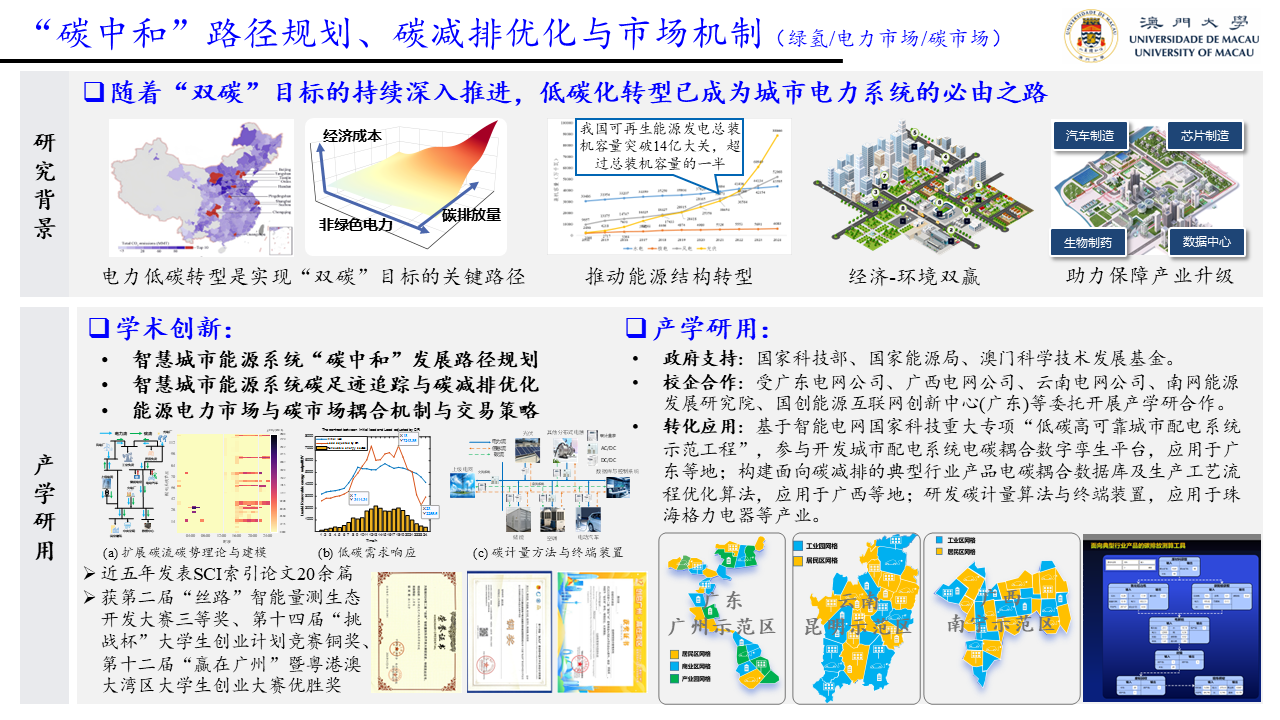 “碳中和”路径规划、碳减排优化与市场机制（绿氢/电力市场/碳市场）
澳門大學
UNIVERSIDADE DE MACAU
UNIVERSITY OF MACAU
研究背景
随着“双碳”目标的持续深入推进，低碳化转型已成为城市电力系统的必由之路
经济成本
非绿色电力
碳排放量
我国可再生能源发电总装
机容量突破14亿大关，超
过总装机容量的一半
汽车制造
芯片制造
生物制药
数据中心
电力低碳转型是实现“双碳”目标的关键路径
推动能源结构转型
经济-环境双赢
助力保障产业升级
产学研用
学术创新：
• 智慧城市能源系统“碳中和”发展路径规划
• 智慧城市能源系统碳足迹追踪与碳减排优化
• 能源电力市场与碳市场耦合机制与交易策略
(a) 扩展碳流碳势理论与建模
(b) 低碳需求响应
(c) 碳计量方法与终端装置
近五年发表SCI索引论文20余篇
获第二届“丝路”智能量测生态
开发大赛三等奖、第十四届“挑
战杯”大学生创业计划竞赛铜奖、
第十二届“赢在广州”暨粤港澳
大湾区大学生创业大赛优胜奖
产学研用：
• 政府支持：国家科技部、国家能源局、澳门科学技术发展基金。
• 校企合作：受广东电网公司、广西电网公司、云南电网公司、南网能源
发展研究院、国创能源互联网创新中心(广东)等委托开展产学研合作。
• 转化应用：基于智能电网国家科技重大专项“低碳高可靠城市配电系统
示范工程”，参与开发城市配电系统电碳耦合数字孪生平台，应用于广
东等地；构建面向碳减排的典型行业产品电碳耦合数据库及生产工艺流
程优化算法，应用于广西等地；研发碳计量算法与终端装置，应用于珠
海格力电器等产业。
广东
广州示范区
居民区网格
商业区网格
产业园网格
工业园网格
居民区网格
云南
昆明示范区
工业区网格
居民区网格
广西
南宁示范区
面向典型行业产品的碳排放测算工具